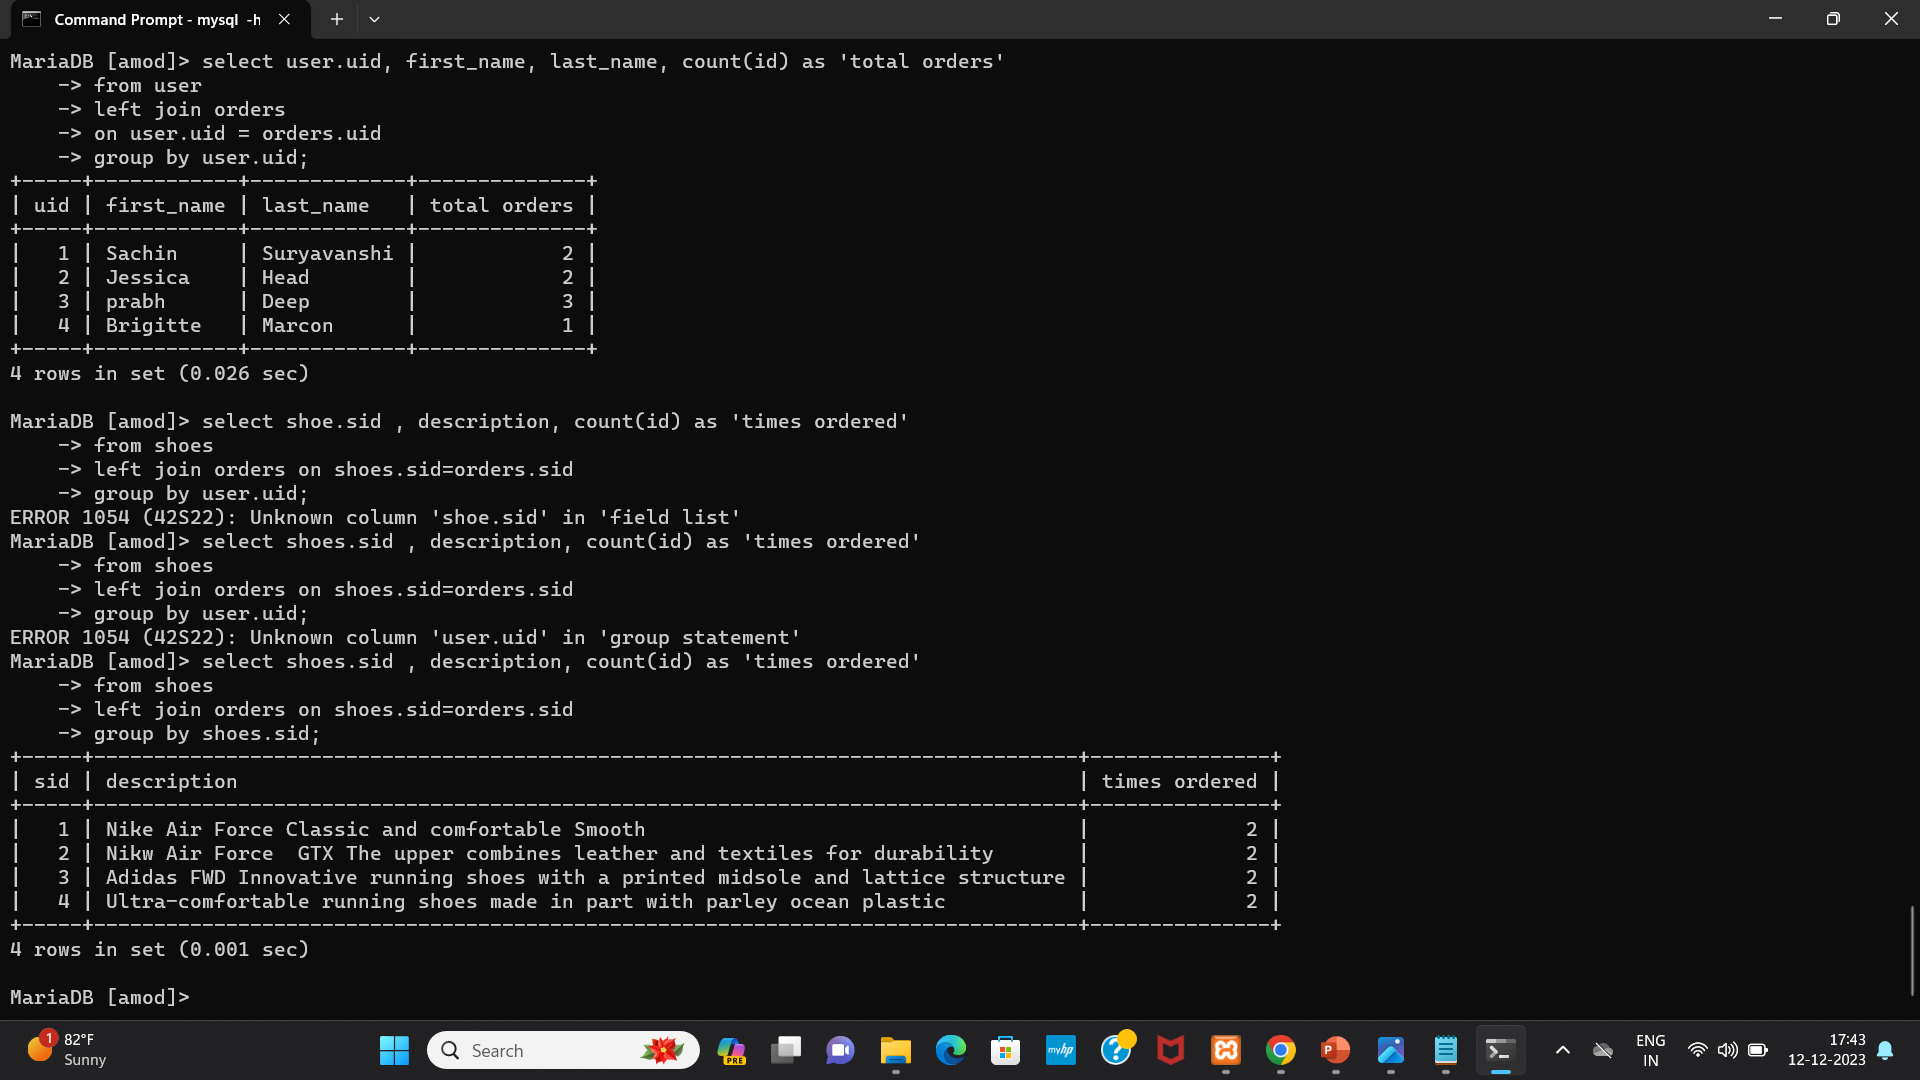 Command Prompt - mysql -h
MariaDB [amod]> select user.uid, first_name, last_name, count(id) as 'total orders'
    -> from user
    -> left join orders
    -> on user.uid = orders.uid
    -> group by user.uid;
+-----+------------+-------------+--------------+
| uid | first_name | last_name   | total orders |
+-----+------------+-------------+--------------+
|   1 | Sachin     | Suryavanshi |            2 |
|   2 | Jessica    | Head        |            2 |
|   3 | prabh      | Deep        |            3 |
|   4 | Brigitte   | Marcon      |            1 |
+-----+------------+-------------+--------------+
4 rows in set (0.026 sec)

MariaDB [amod]> select shoe.sid , description, count(id) as 'times ordered'
    -> from shoes
    -> left join orders on shoes.sid=orders.sid
    -> group by user.uid;
ERROR 1054 (42S22): Unknown column 'shoe.sid' in 'field list'
MariaDB [amod]> select shoes.sid , description, count(id) as 'times ordered'
    -> from shoes
    -> left join orders on shoes.sid=orders.sid
    -> group by user.uid;
ERROR 1054 (42S22): Unknown column 'user.uid' in 'group statement'
MariaDB [amod]> select shoes.sid , description, count(id) as 'times ordered'
    -> from shoes
    -> left join orders on shoes.sid=orders.sid
    -> group by shoes.sid;
+-----+----------------------------------------------------------------------------------+---------------+
| sid | description                                                                      | times ordered |
+-----+----------------------------------------------------------------------------------+---------------+
|   1 | Nike Air Force Classic and comfortable Smooth                                    |             2 |
|   2 | Nikw Air Force  GTX The upper combines leather and textiles for durability       |             2 |
|   3 | Adidas FWD Innovative running shoes with a printed midsole and lattice structure |             2 |
|   4 | Ultra-comfortable running shoes made in part with parley ocean plastic           |             2 |
+-----+----------------------------------------------------------------------------------+---------------+
4 rows in set (0.001 sec)

MariaDB [amod]>
1
82°F
Sunny
Search
PRE
myhp
?
P
ENG
IN
17:43
12-12-2023